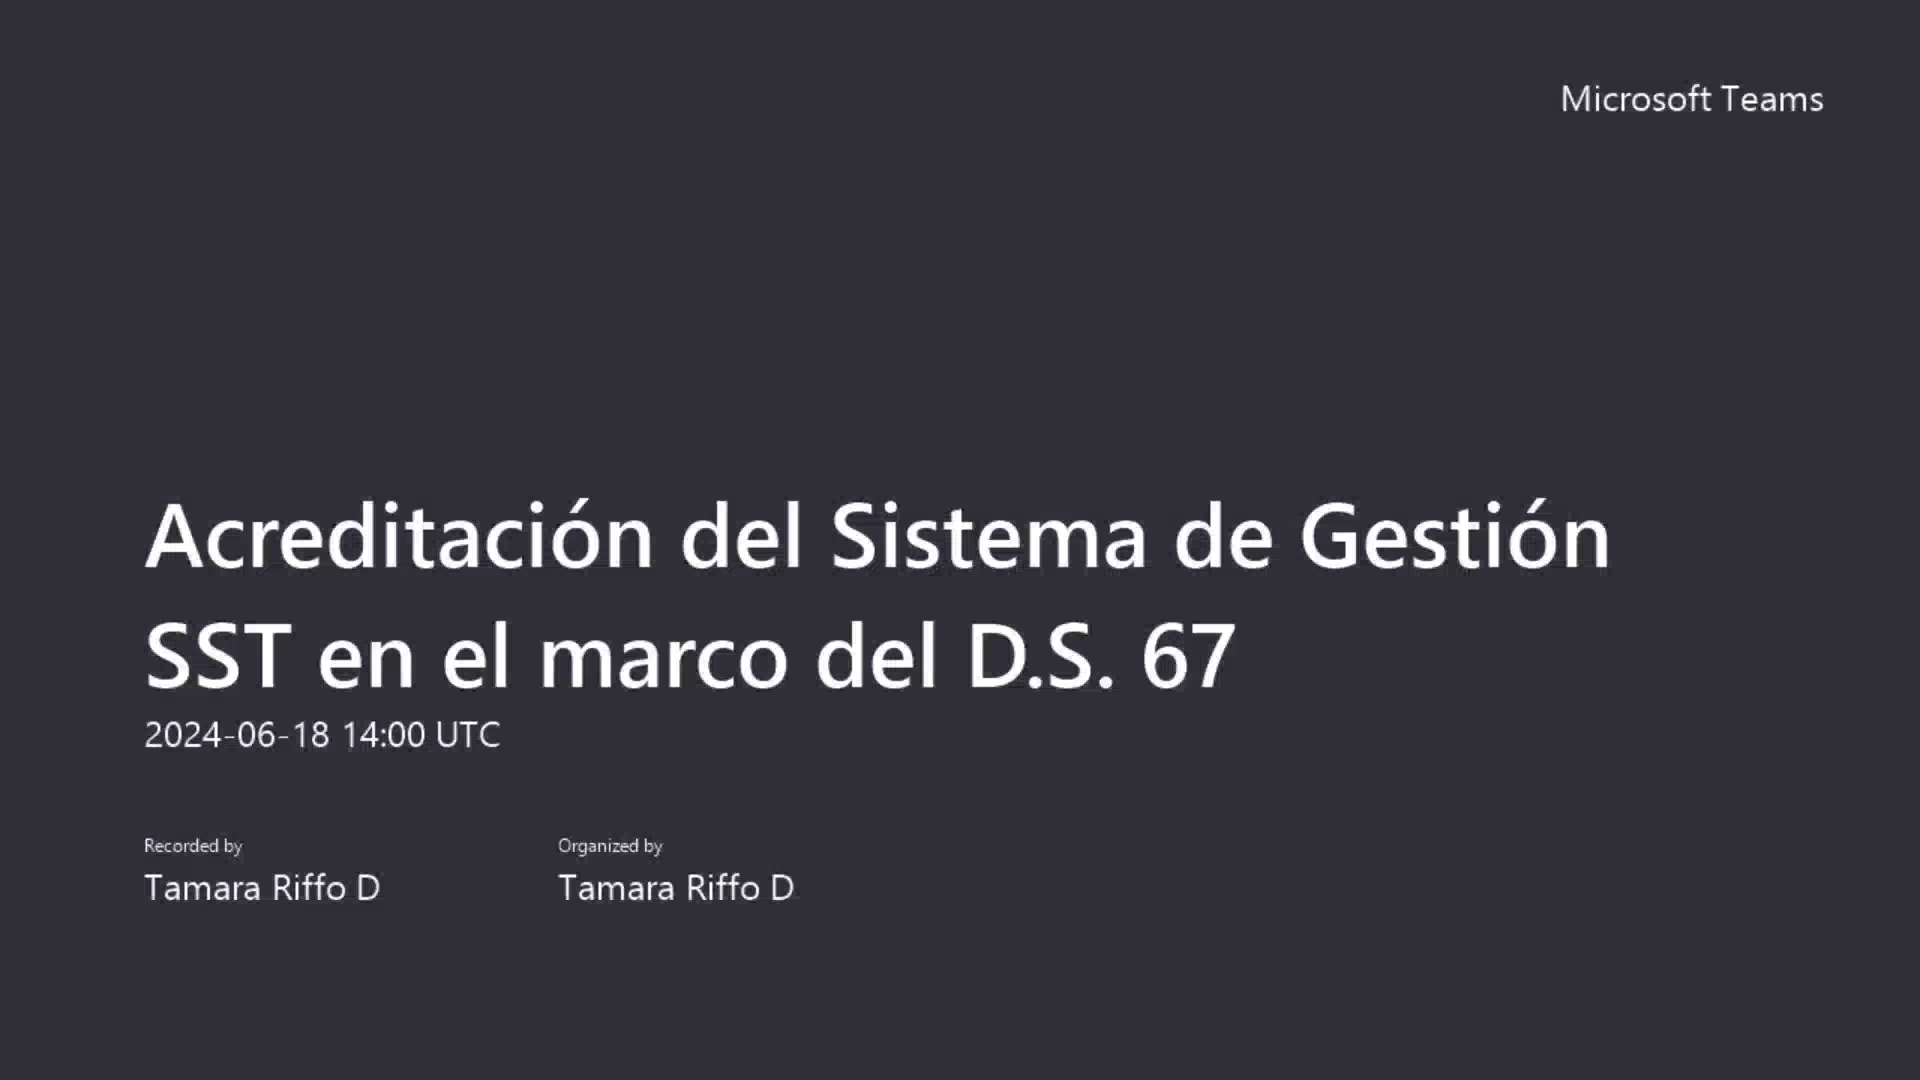 Microsoft Teams
Acreditación del Sistema de Gestión
SST en el marco del D.S. 67
2024-06-18 14:00 UTC
Recorded by
Tamara Riffo D
Organized by
Tamara Riffo D